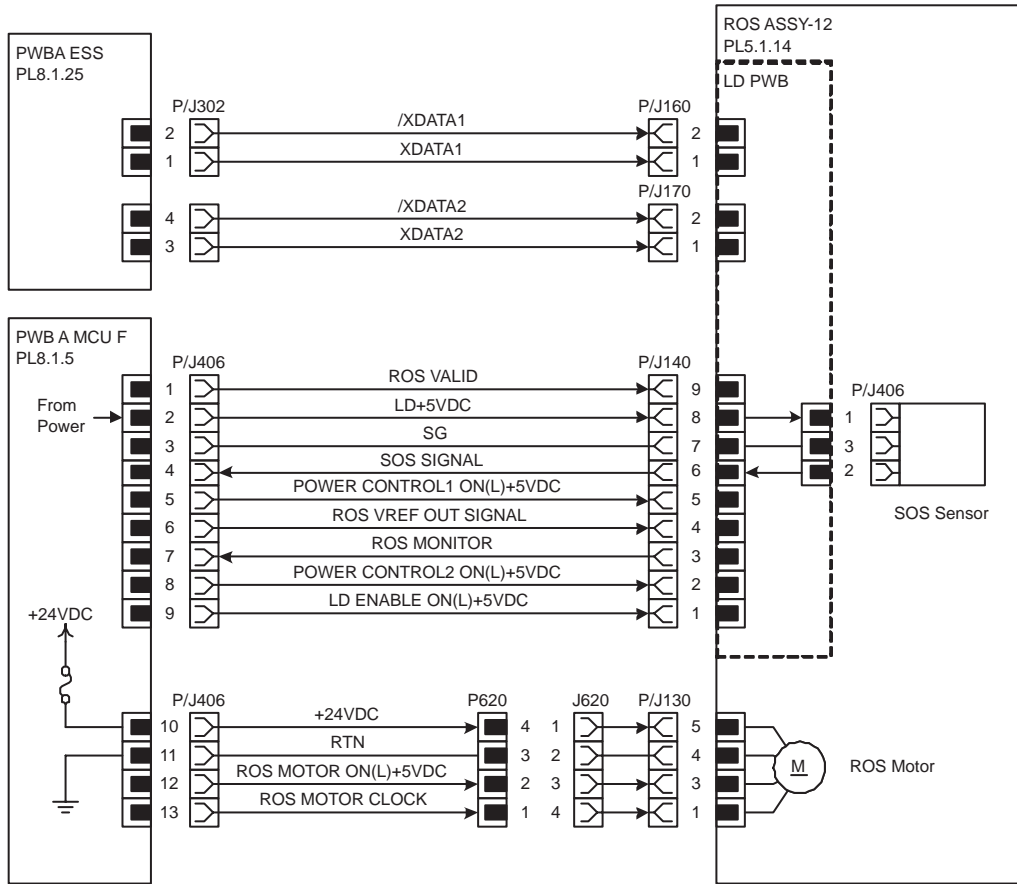 ROS ASSY-12
PL5.1.14
LD PWB
PWBA ESS
PL8.1.25
P/J302
P/J160
2 /XDATA1 2
1 XDATA1 1
P/J170
4 /XDATA2 2
3 XDATA2 1
PWB A MCU F
PL8.1.5
P/J406
P/J140
From
Power
1 ROS VALID 9
2 LD+5VDC 8
3 SG 7
4 SOS SIGNAL 6
5 POWER CONTROL1 ON(L)+5VDC 5
6 ROS VREF OUT SIGNAL 4
7 ROS MONITOR 3
8 POWER CONTROL2 ON(L)+5VDC 2
9 LD ENABLE ON(L)+5VDC 1
P/J406
1
3
2
SOS Sensor
+24VDC
P/J406 P620 J620 P/J130
10 +24VDC 4 1 5
11 RTN 3 2 4
12 ROS MOTOR ON(L)+5VDC 2 3 3
13 ROS MOTOR CLOCK 1 4 1
M
ROS Motor